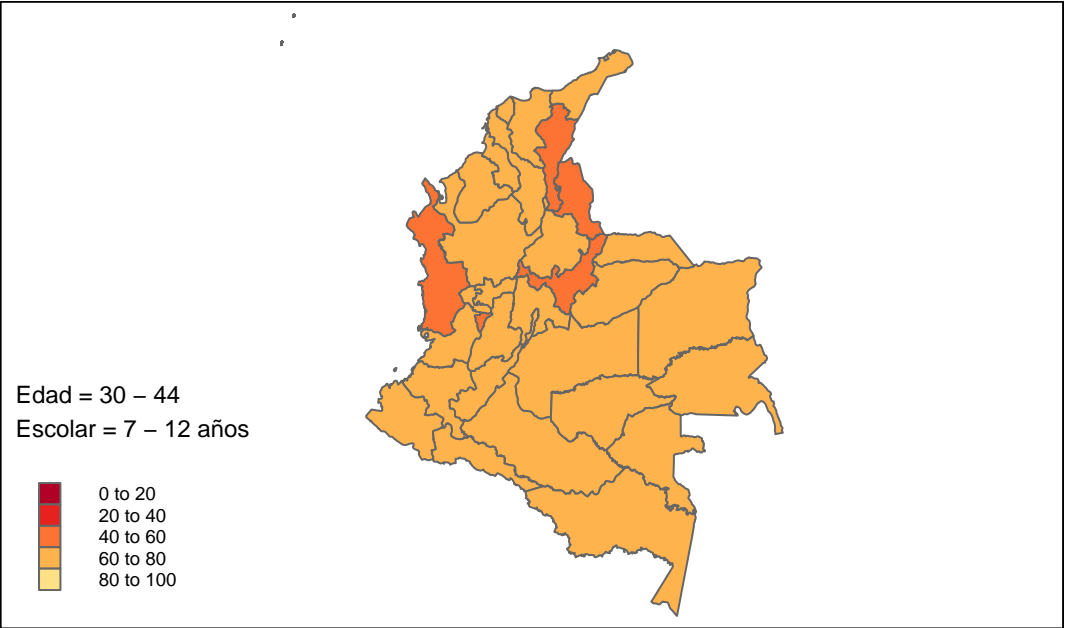 Edad = 30 – 44
Escolar = 7 – 12 años
0 to 20
20 to 40
40 to 60
60 to 80
80 to 100